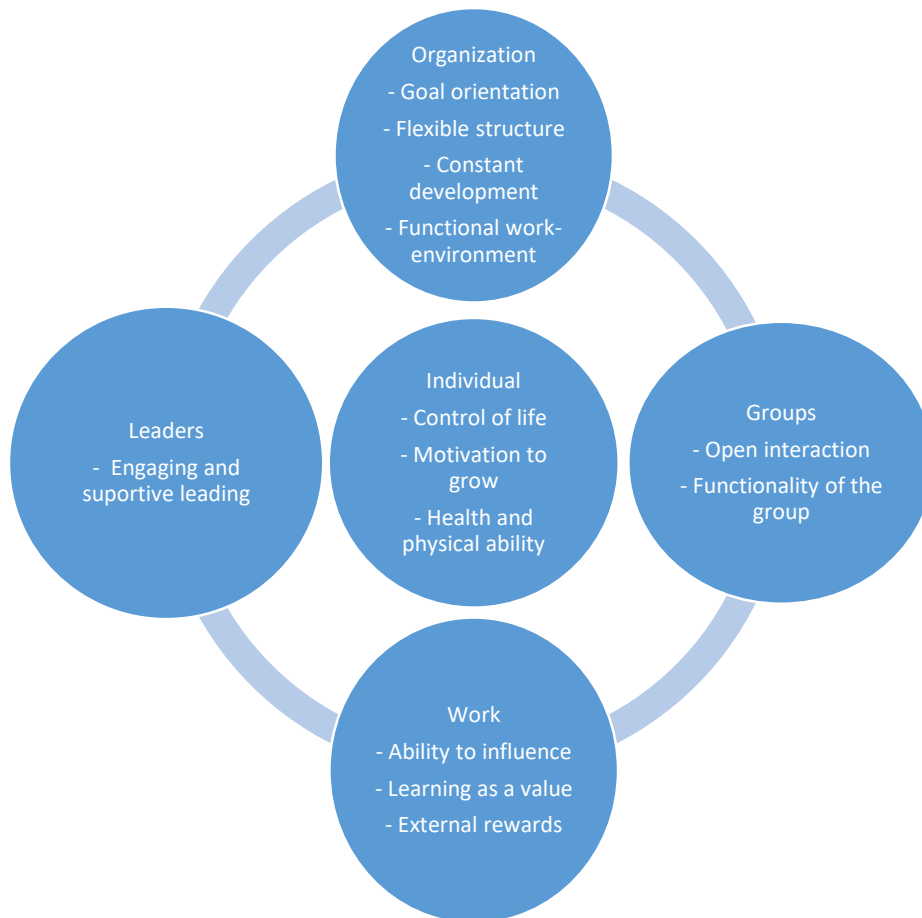 Organization
- Goal orientation
- Flexible structure
- Constant
development
- Functional work-
environment
Leaders
- Engaging and
suportive leading
Individual
- Control of life
- Motivation to
grow
- Health and
physical ability
Groups
- Open interaction
- Functionality of the
group
Work
- Ability to influence
- Learning as a value
- External rewards